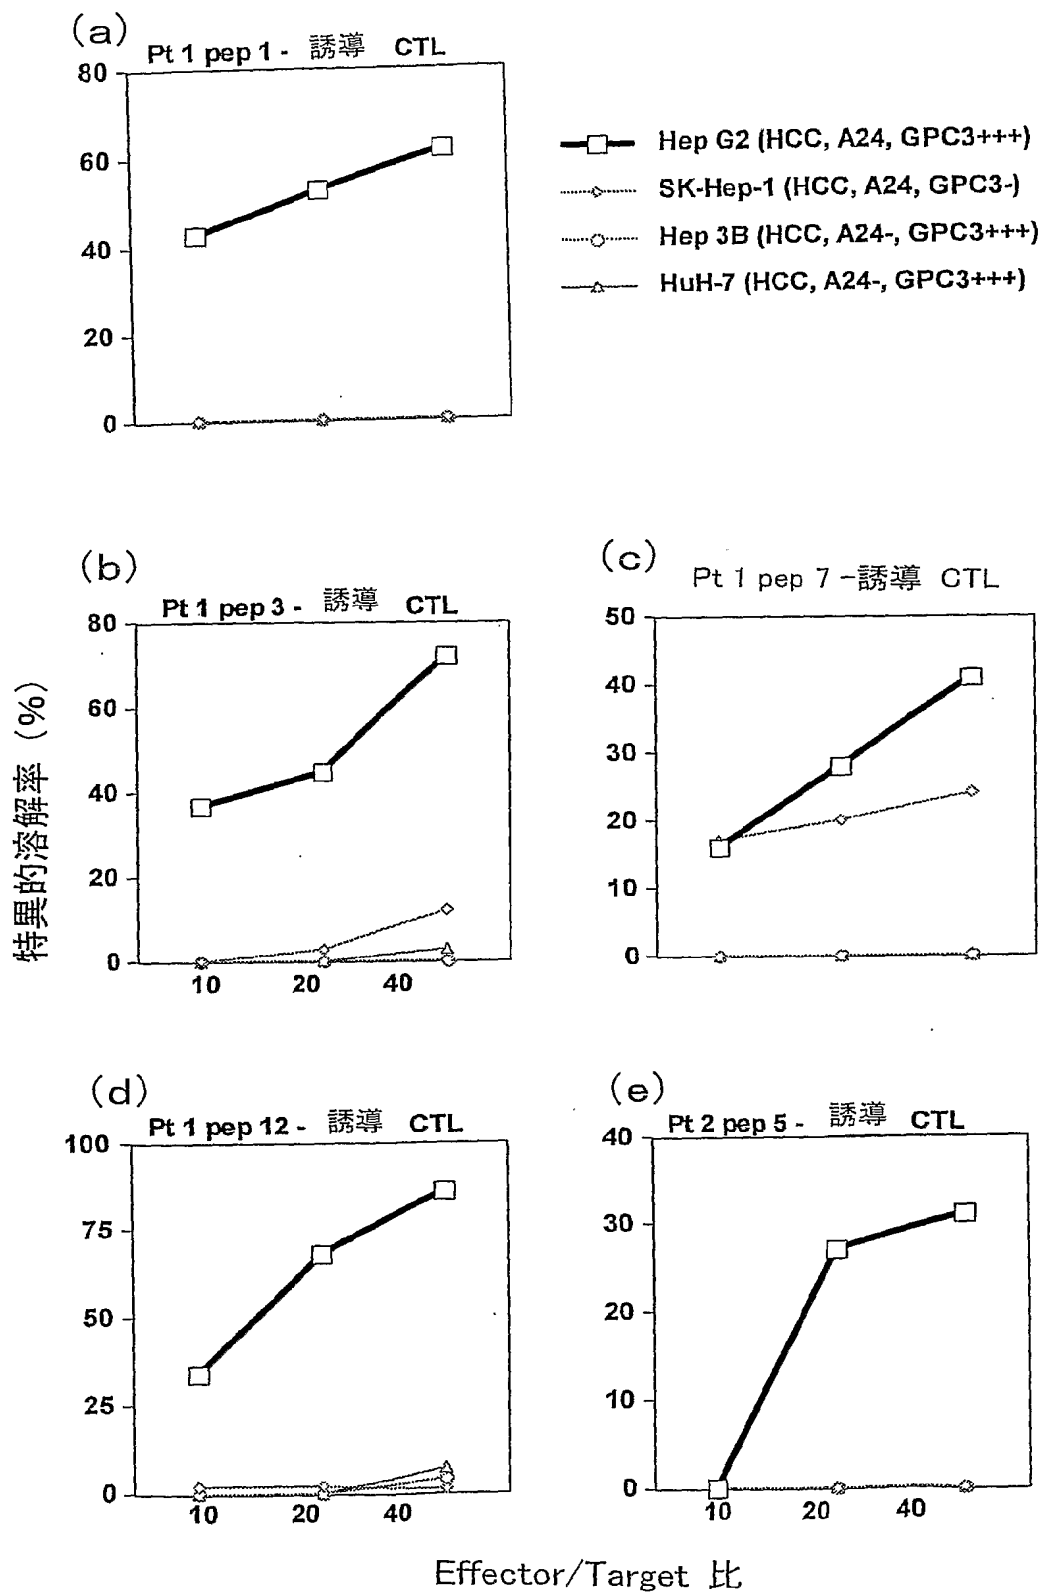 (a)
Pt 1 pep 1 - 誘導 CTL
80
60
40
20
0
Hep G2 (HCC, A24, GPC3+++)
SK-Hep-1 (HCC, A24, GPC3-)
Hep 3B (HCC, A24-, GPC3+++)
HuH-7 (HCC, A24-, GPC3+++)
特異的溶解率 (%)
(b)
Pt 1 pep 3 - 誘導 CTL
80
60
40
20
0
10 20 40
(c)
Pt 1 pep 7 -誘導 CTL
50
40
30
20
10
0
(d)
Pt 1 pep 12 - 誘導 CTL
100
75
50
25
0
10 20 40
(e)
Pt 2 pep 5 - 誘導 CTL
40
30
20
10
0
10 20 40
Effector/Target 比